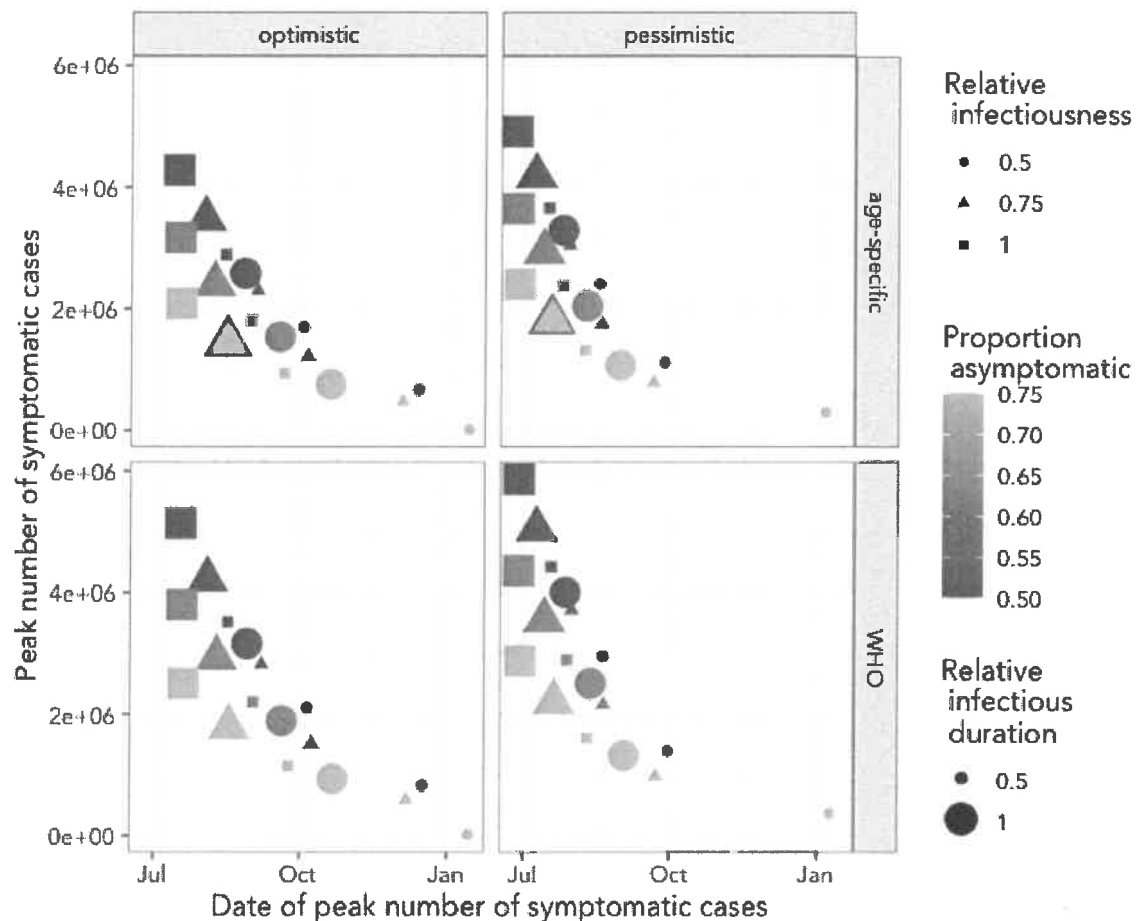 optimistic
pessimistic
6e+06
4e+06
2e+06
0e+00
age-specific
6e+06
4e+06
2e+06
0e+00
WHO
Peak number of symptomatic cases
Jul
Oct
Jan
Jul
Oct
Jan
Date of peak number of symptomatic cases
Relative
infectiousness
0.5
0.75
1
Proportion
asymptomatic
0.75
0.70
0.65
0.60
0.55
0.50
Relative
infectious
duration
0.5
1